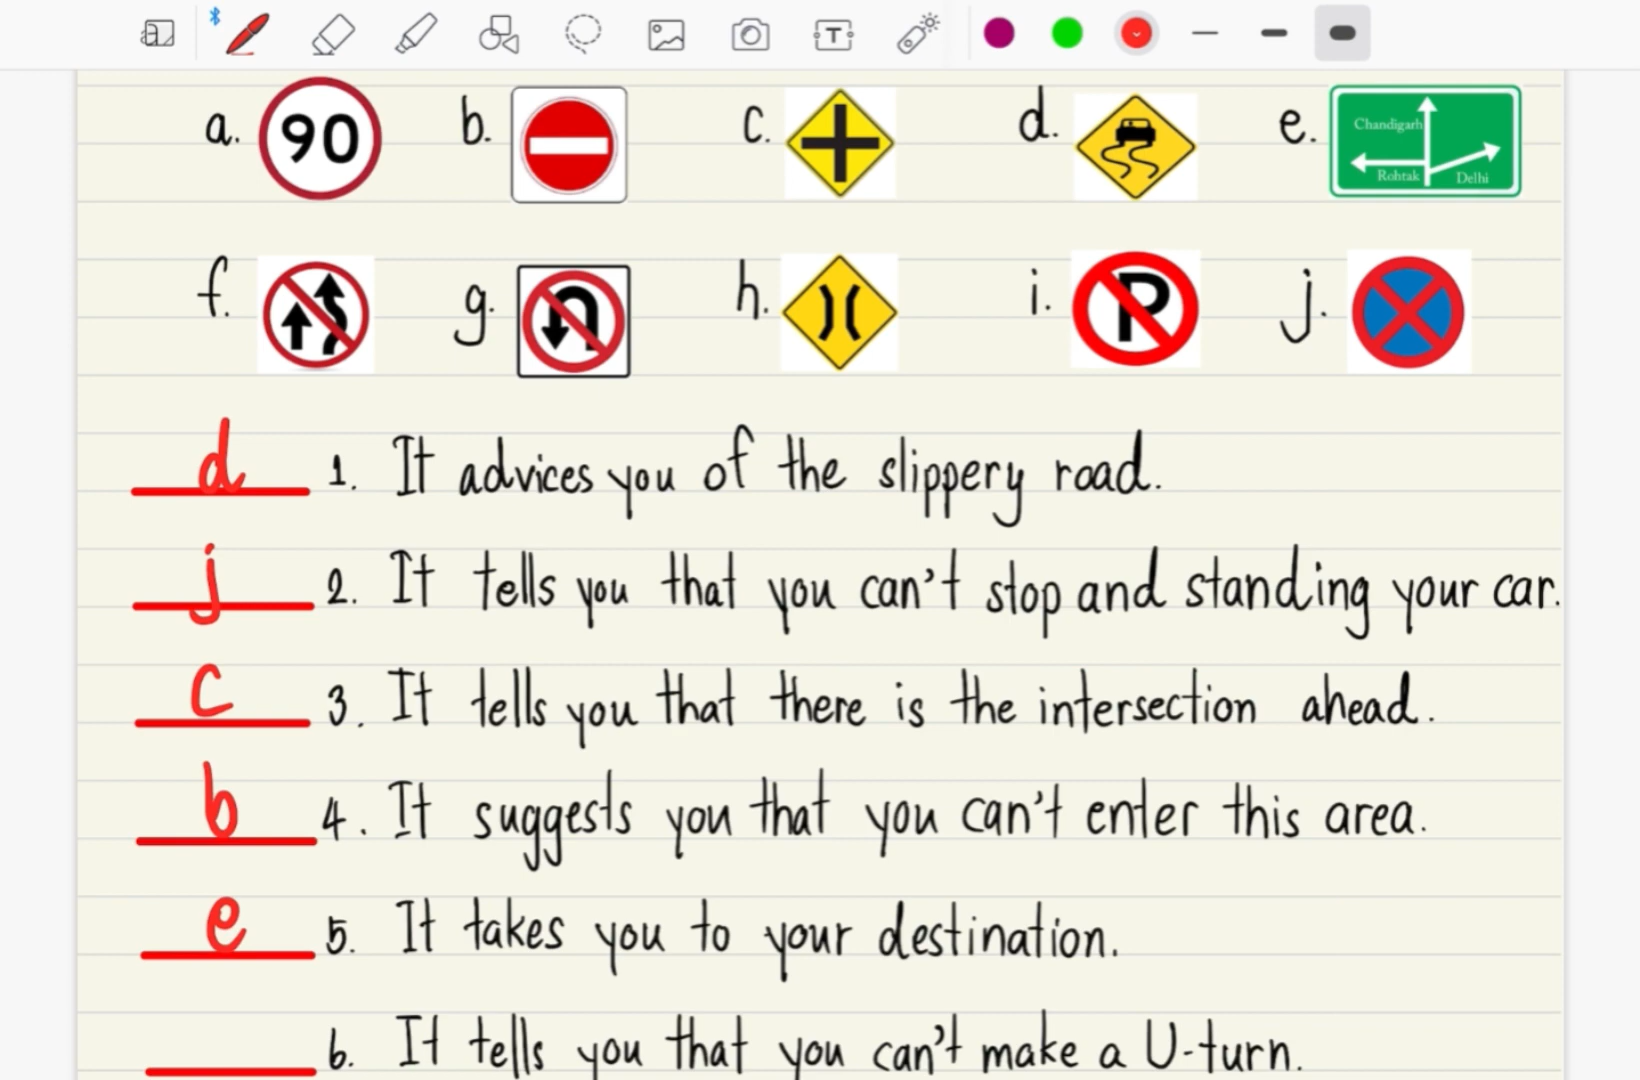 a. 90 b. c. d. e. Chandigarh Rohtak Delhi
f. g. h. i. P j.
d 1. It advices you of the slippery road.
j 2. It tells you that you can't stop and standing your car.
c 3. It tells you that there is the intersection ahead.
b 4. It suggests you that you can't enter this area.
e 5. It takes you to your destination.
6. It tells you that you can't make a U-turn.